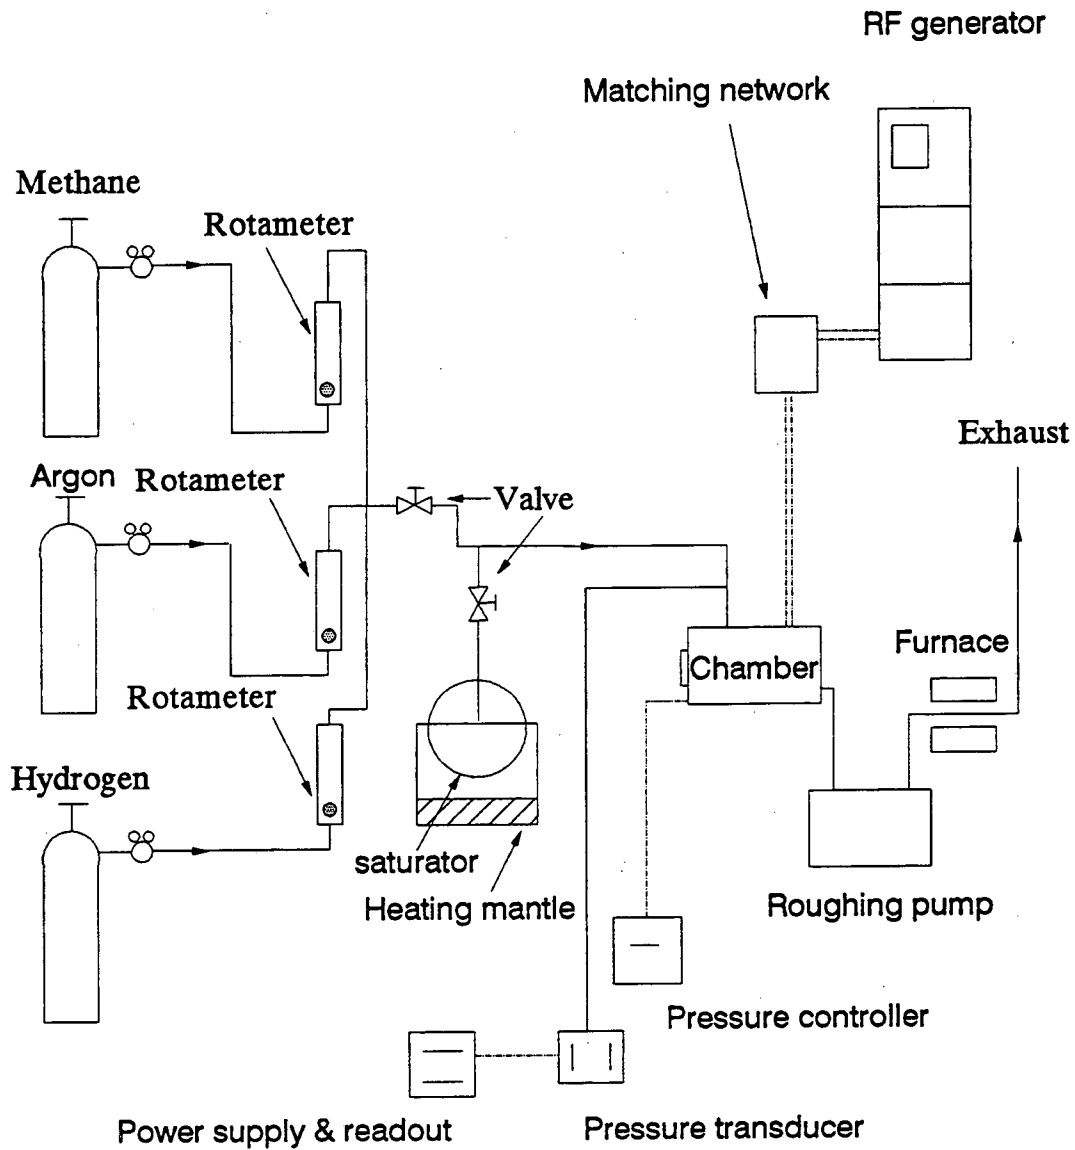 RF generator
Matching network
Methane
Rotameter
Exhaust
Argon
Rotameter
Valve
Furnace
Chamber
Rotameter
Hydrogen
saturator
Heating mantle
Roughing pump
Pressure controller
Power supply & readout
Pressure transducer